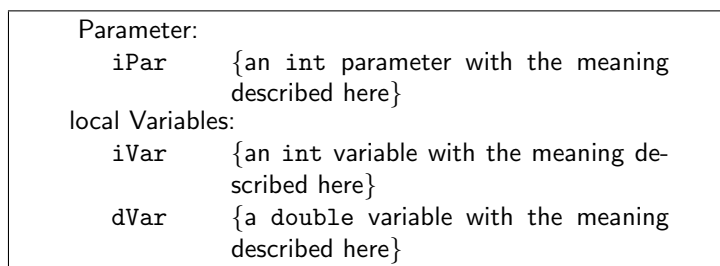 Parameter:
iPar {an int parameter with the meaning
described here}
local Variables:
iVar {an int variable with the meaning de-
scribed here}
dVar {a double variable with the meaning
described here}